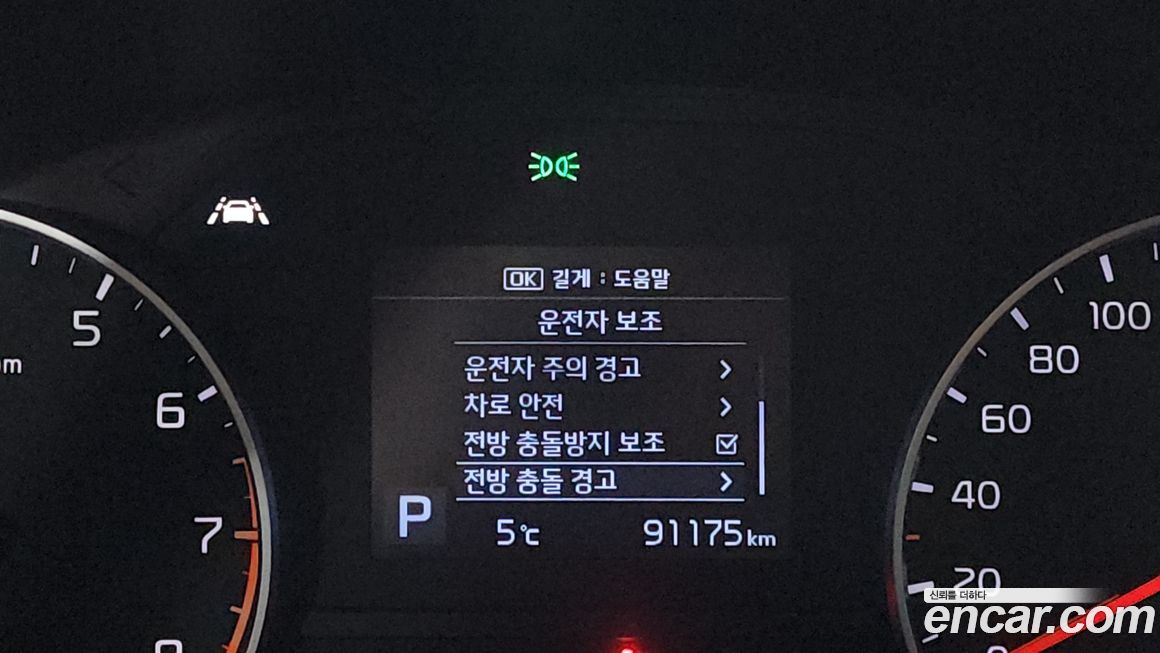 OK 길게 : 도움말
운전자 보조
운전자 주의 경고
차로 안전
전방 충돌방지 보조
전방 충돌 경고
P
5℃
91175km
5
6
7
100
80
60
40
20
신뢰를 더하다
encar.com